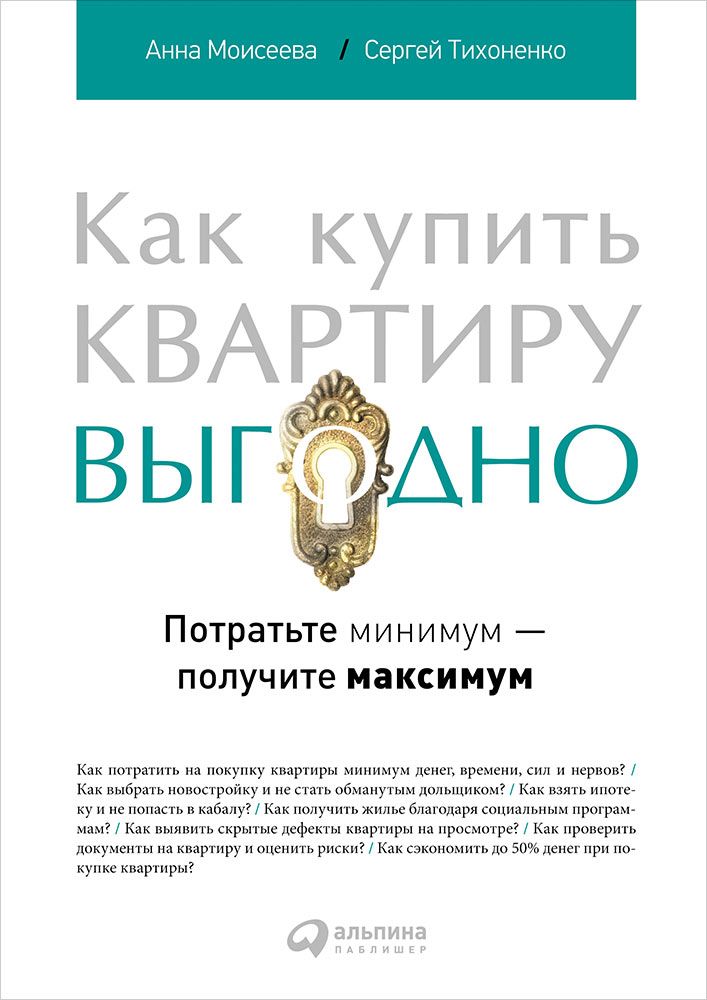 Анна Моисеева / Сергей Тихоненко
Как купить
КВАРТИРУ
ВЫГОДНО
Потратьте минимум —
получите максимум
Как потратить на покупку квартиры минимум денег, времени, сил и нервов? /
Как выбрать новостройку и не стать обманутым дольщиком? / Как взять ипоте-
ку и не попасть в кабалу? / Как получить жилье благодаря социальным програм-
мам? / Как выявить скрытые дефекты квартиры на просмотре? / Как проверить
документы на квартиру и оценить риски? / Как сэкономить до 50% денег при по-
купке квартиры?
альпина
ПАБЛИШЕР